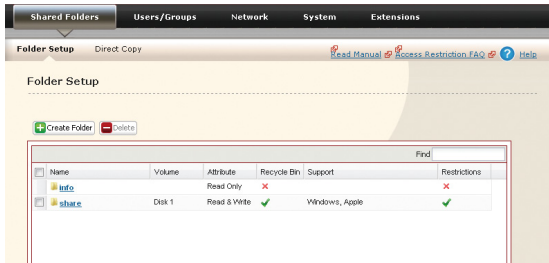 Shared Folders Users/Groups Network System Extensions
Folder Setup Direct Copy Read Manual Access Restriction FAQ ? Help
Folder Setup
Create Folder Delete
Find
Name Volume Attribute Recycle Bin Support Restrictions
info Read Only
share Disk 1 Read & Write Windows, Apple